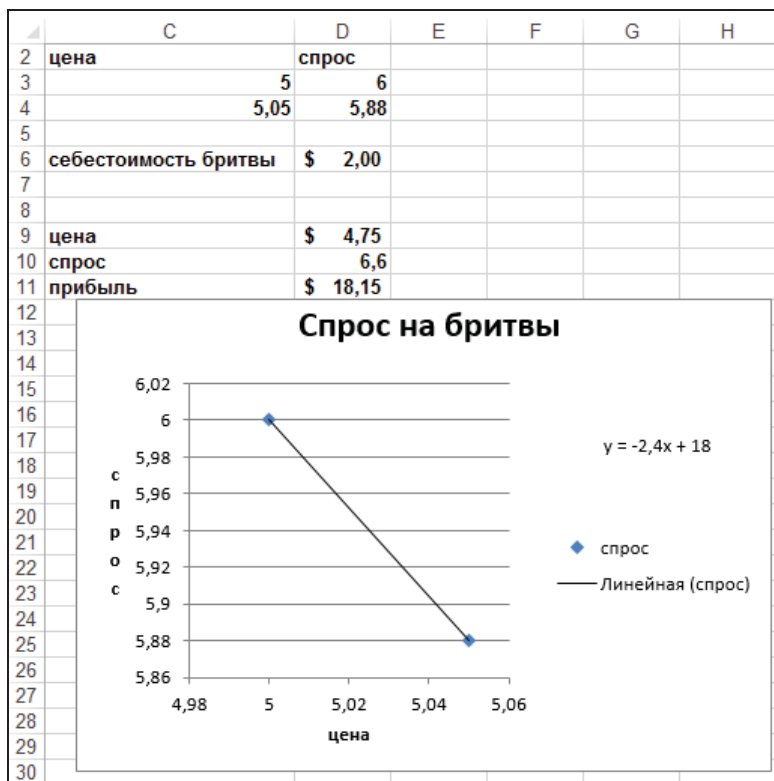 C D E F G H
2 цена спрос
3 5 6
4 5,05 5,88
5
6 себестоимость бритвы $ 2,00
7
8
9 цена $ 4,75
10 спрос 6,6
11 прибыль $ 18,15
12
13
14
15
16
17
18
19
20
21
22
23
24
25
26
27
28
29
30
Спрос на бритвы
6,02
6
5,98
5,96
5,94
5,92
5,9
5,88
5,86
спрос
4,98 5 5,02 5,04 5,06
цена
y = -2,4x + 18
спрос
Линейная (спрос)